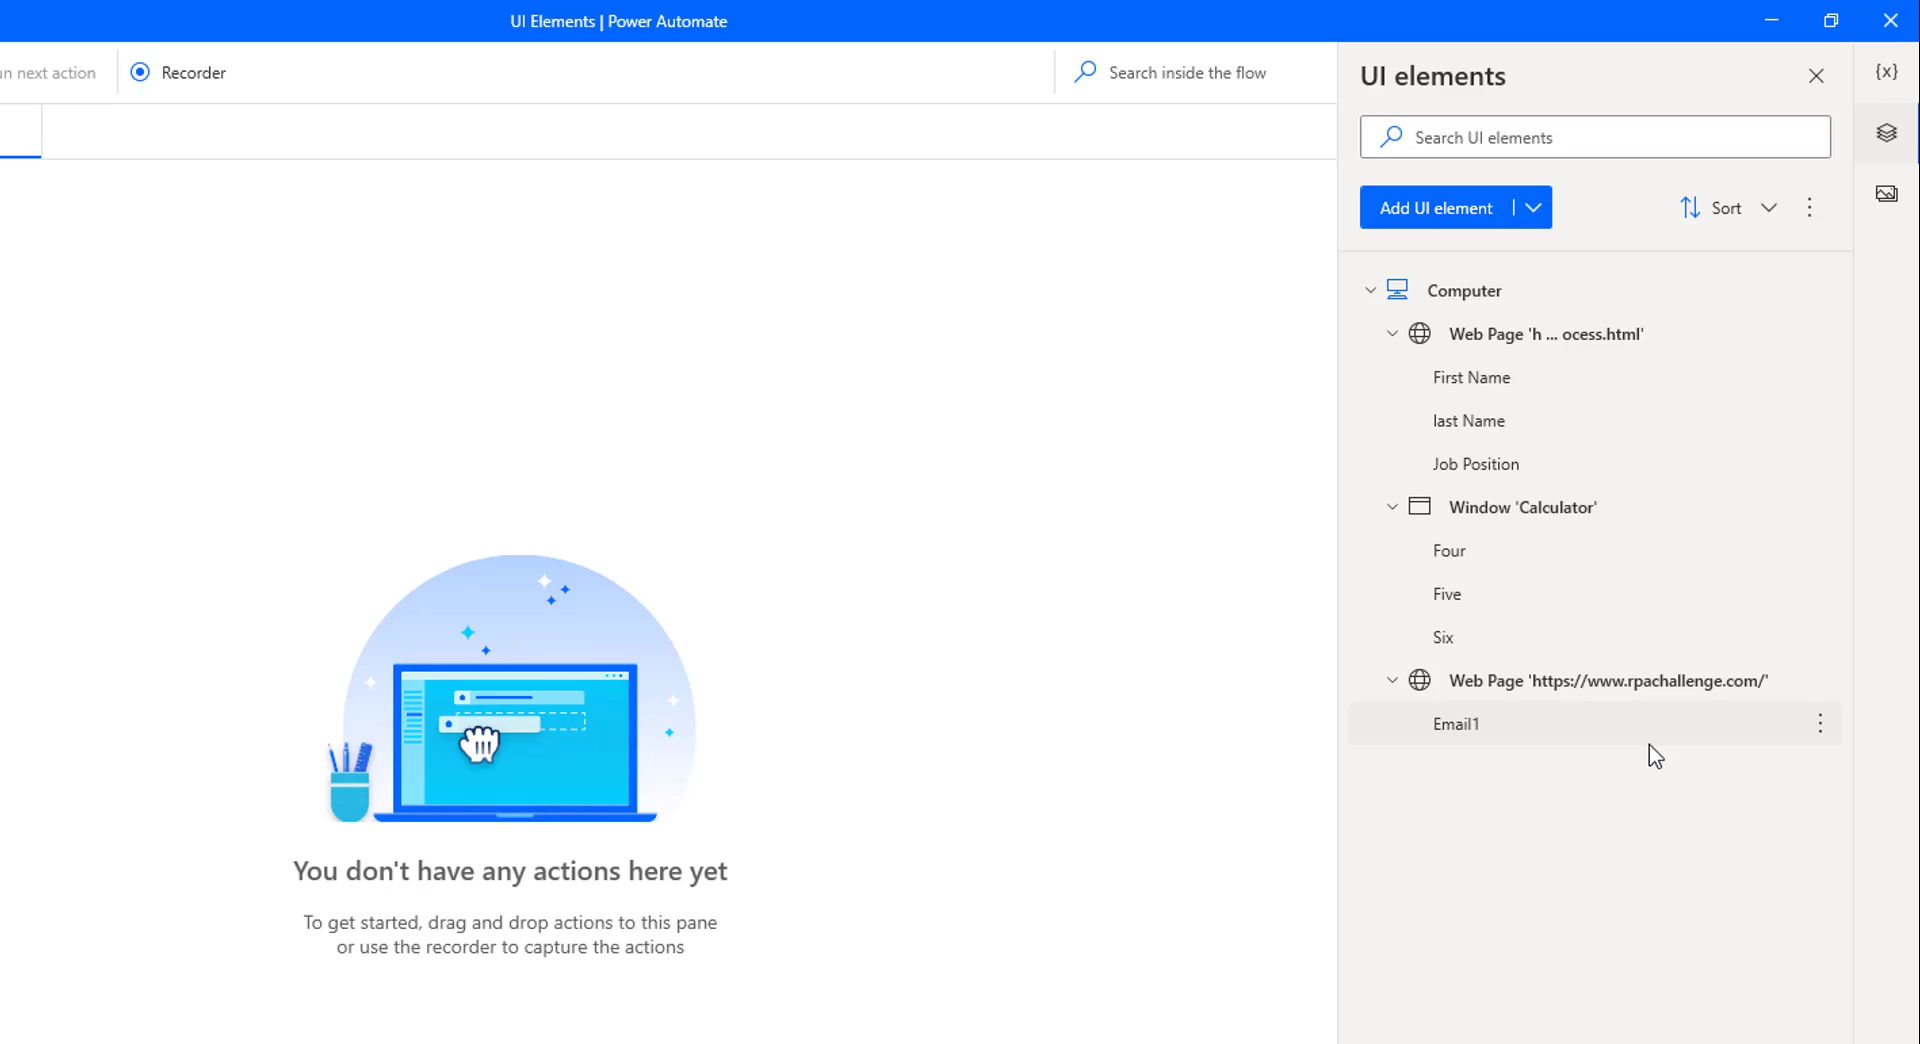 UI Elements | Power Automate
un next action
Recorder
Search inside the flow
UI elements
{x}
Search UI elements
Add UI element
Sort
Computer
Web Page 'h ... ocess.html'
First Name
last Name
Job Position
Window 'Calculator'
Four
Five
Six
Web Page 'https://www.rpachallenge.com/'
Email1
You don't have any actions here yet
To get started, drag and drop actions to this pane
or use the recorder to capture the actions